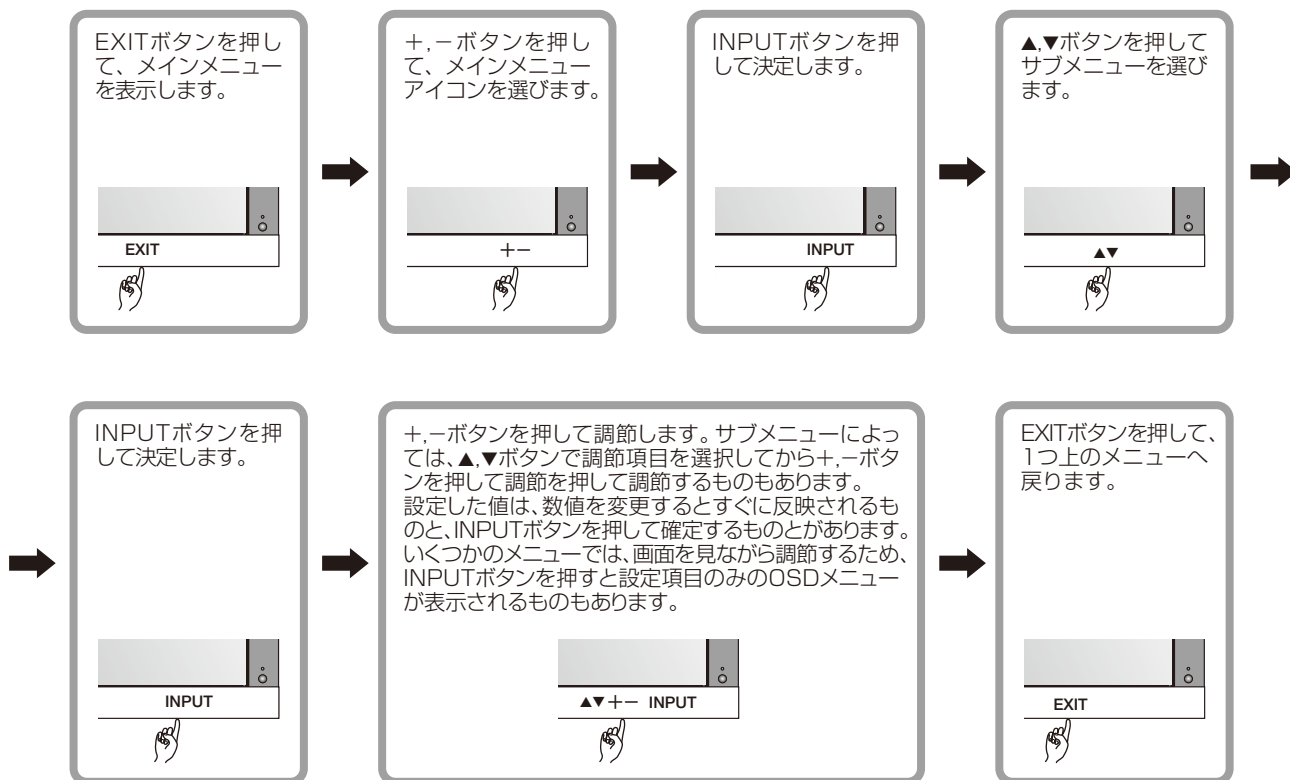 EXITボタンを押し
て、メインメニュー
を表示します。
EXIT
＋,－ボタンを押し
て、メインメニュー
アイコンを選びます。
＋－
INPUTボタンを押
して決定します。
INPUT
▲,▼ボタンを押して
サブメニューを選び
ます。
▲▼
INPUTボタンを押
して決定します。
INPUT
＋,－ボタンを押して調節します。サブメニューによっ
ては、▲,▼ボタンで調節項目を選択してから＋,－ボタ
ンを押して調節を押して調節するものもあります。
設定した値は、数値を変更するとすぐに反映されるも
のと、INPUTボタンを押して確定するものとがあります。
いくつかのメニューでは、画面を見ながら調節するため、
INPUTボタンを押すと設定項目のみのOSDメニュー
が表示されるものもあります。
▲▼＋－ INPUT
EXITボタンを押して、
1つ上のメニューへ
戻ります。
EXIT